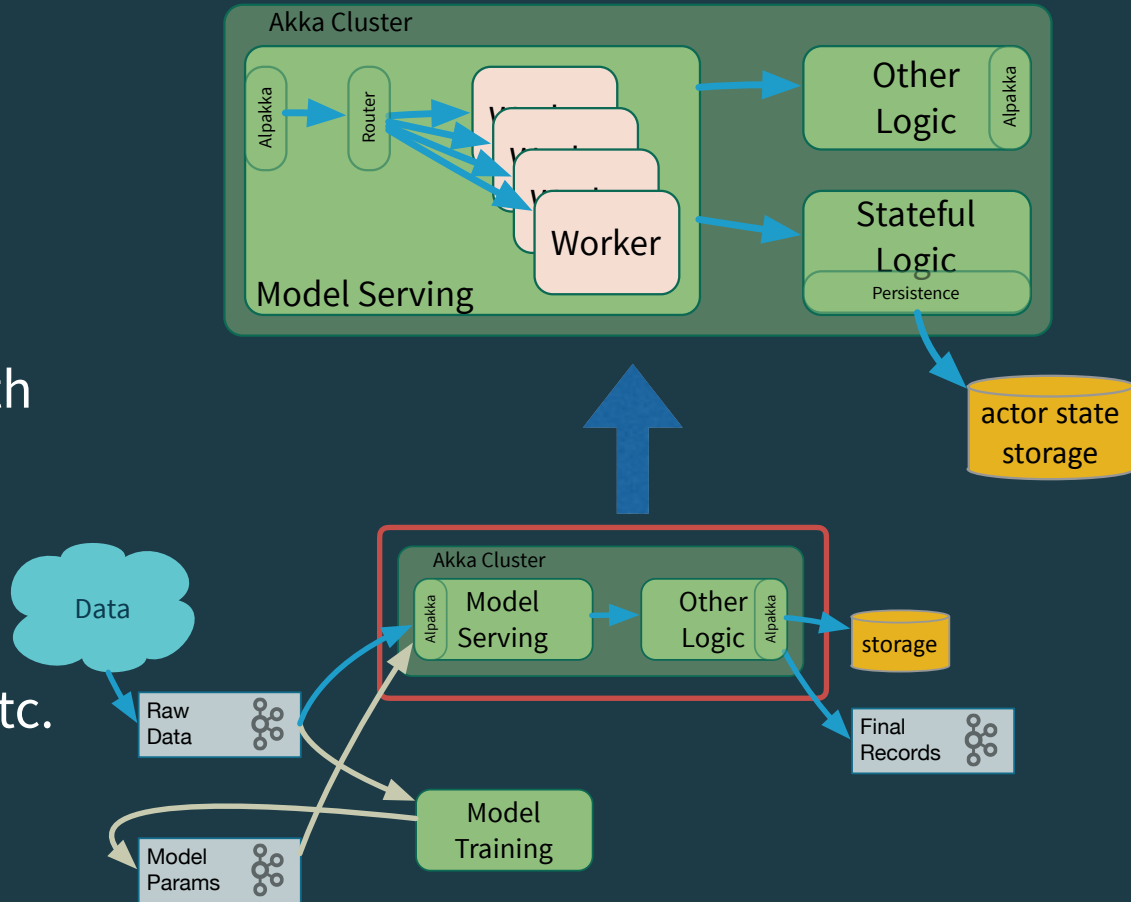 Akka Cluster
Alpakka
Router
Worker
Model Serving
Other
Logic
Alpakka
Stateful
Logic
Persistence
actor state
storage
Akka Cluster
Alpakka
Model
Serving
Other
Logic
Alpakka
storage
Data
tc.
Raw
Data
Final
Records
Model
Training
Model
Params